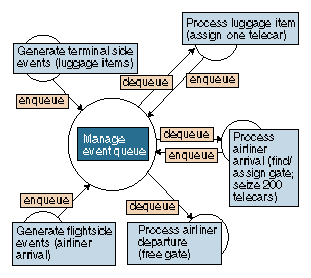 Process luggage item
(assign one telecar)
Generate terminal side
events (luggage items)
dequeue
enqueue
enqueue
Manage
event queue
dequeue
enqueue
Process
airliner
arrival (find/
assign gate;
seize 200
telecars)
enqueue
dequeue
Generate flightside
events (airliner
arrival)
Process airliner
departure
(free gate)